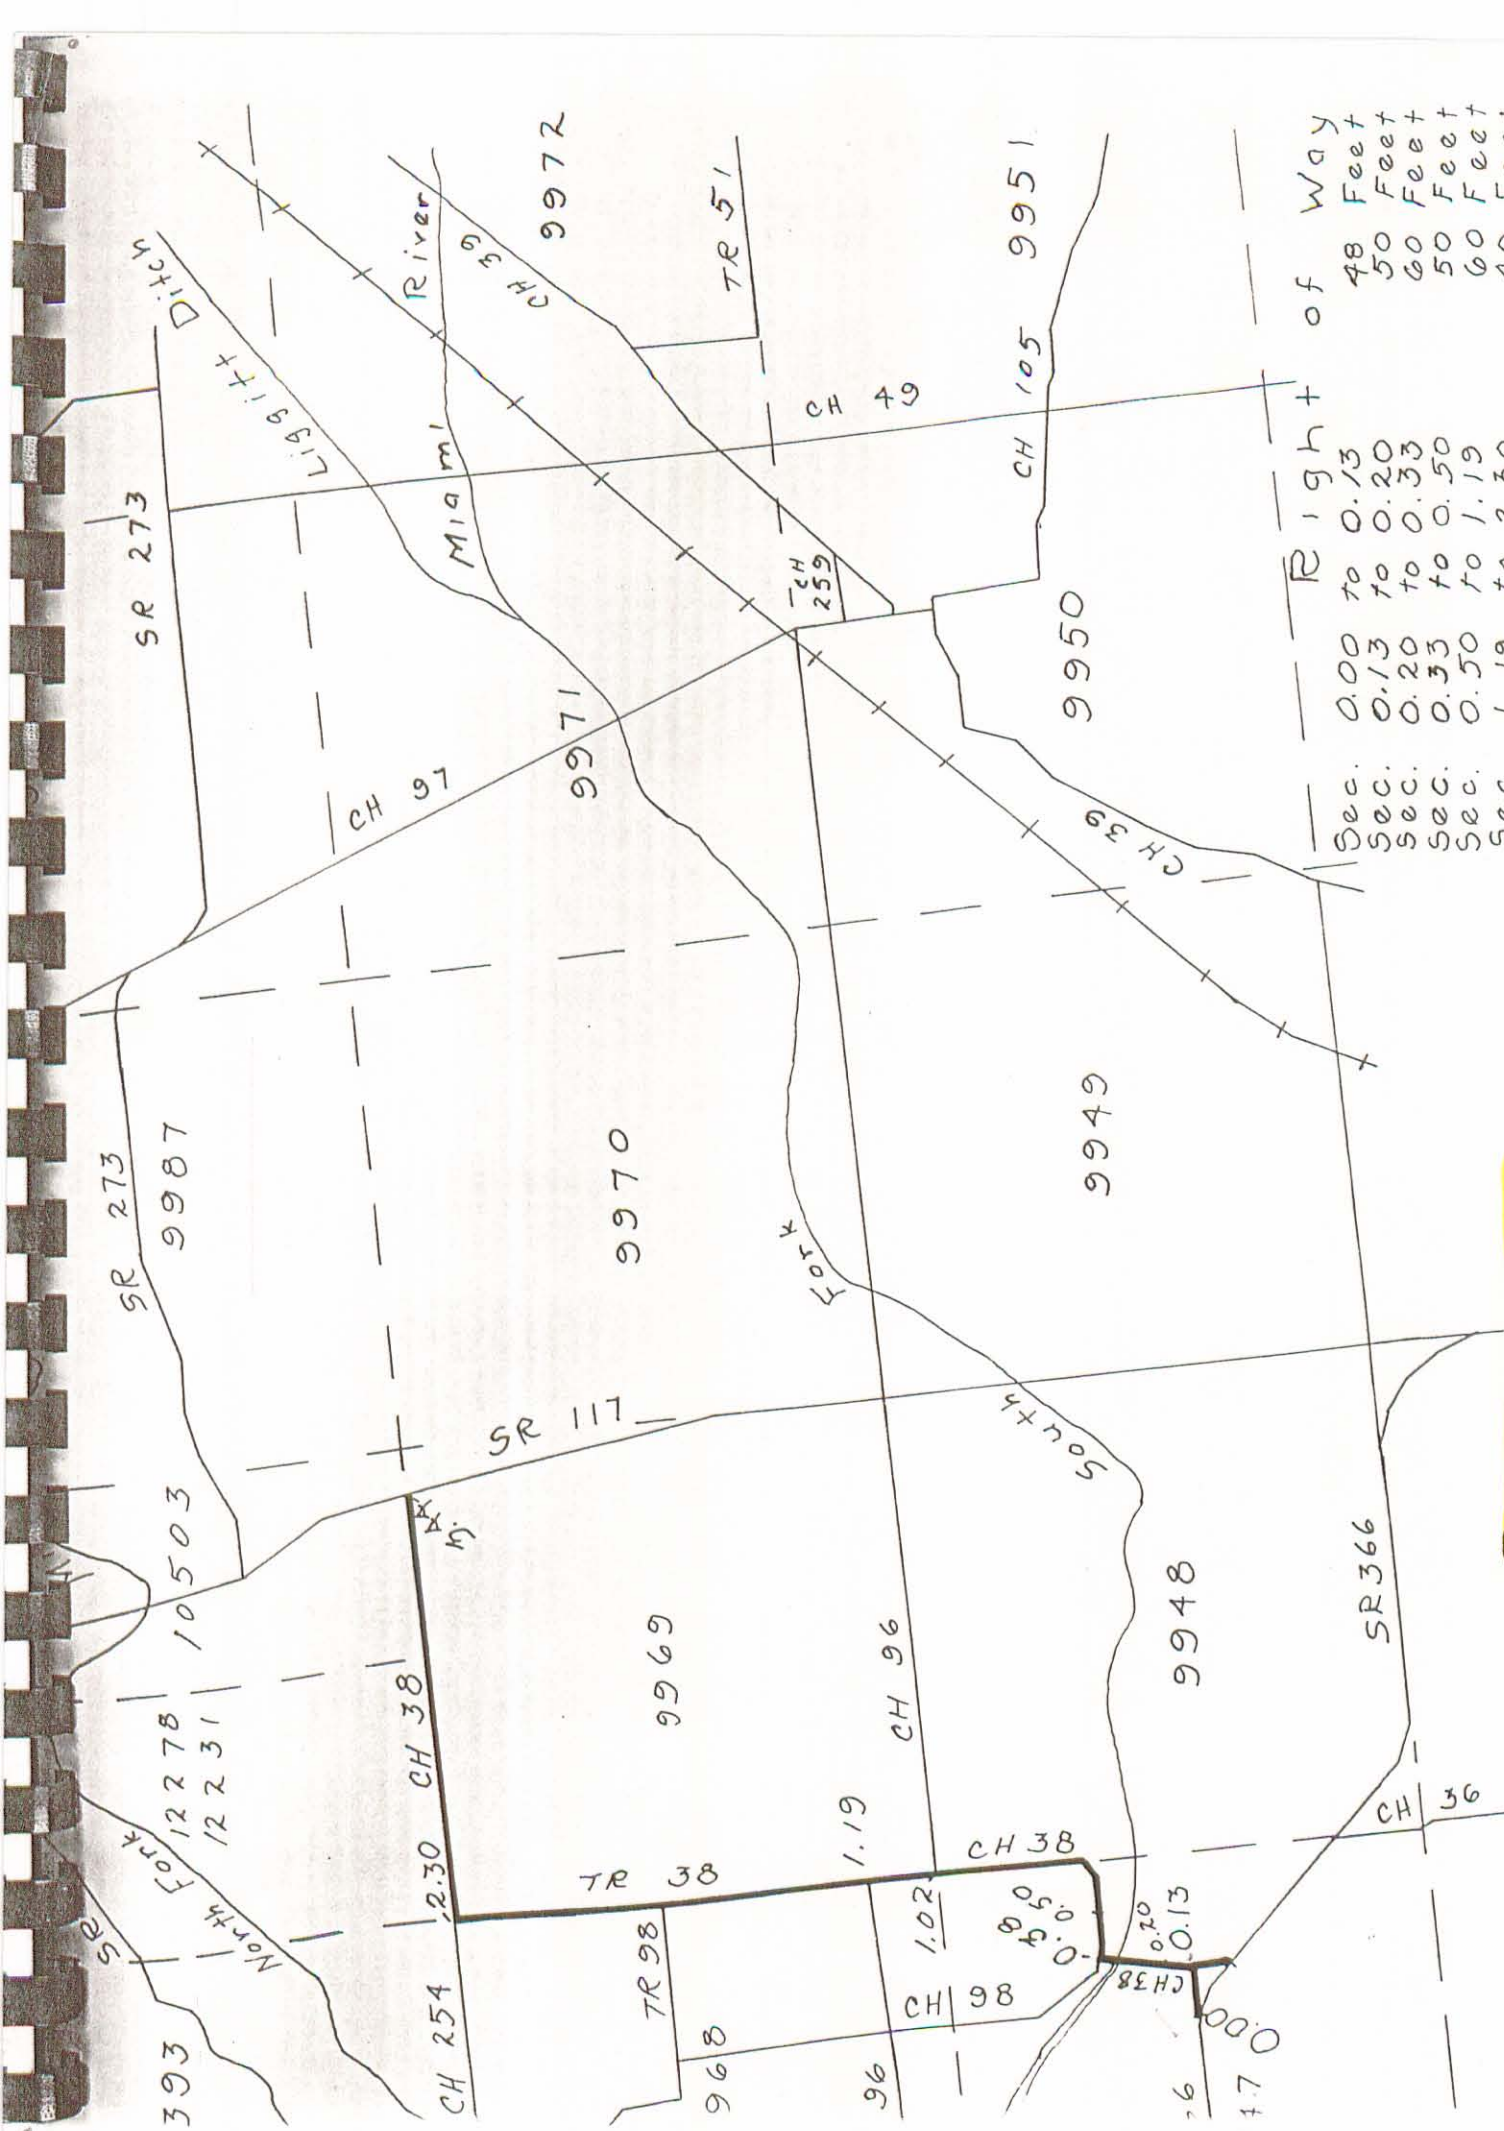 393
SR
North Fork
12278
12231
10503
SR 273
9987
SR 273
Liggitt Ditch
CH 254
2.30
CH 38
SR 117
CH 97
Miami River
CH 39
9972
968
TR 98
TR 38
9969
9970
9971
TR 51
96
CH 98
1.02
1.19
CH 96
Fork
CH 259
CH 49
CH 38
0.50
South
9949
CH 39
9950
CH 105
9951
0.00
CH 38
0.13
0.20
9948
SR 366
CH 36
Right of Way
Sec. 0.00 to 0.13 48 Feet
Sec. 0.13 to 0.20 50 Feet
Sec. 0.20 to 0.33 60 Feet
Sec. 0.33 to 0.50 50 Feet
Sec. 0.50 to 1.19 60 Feet